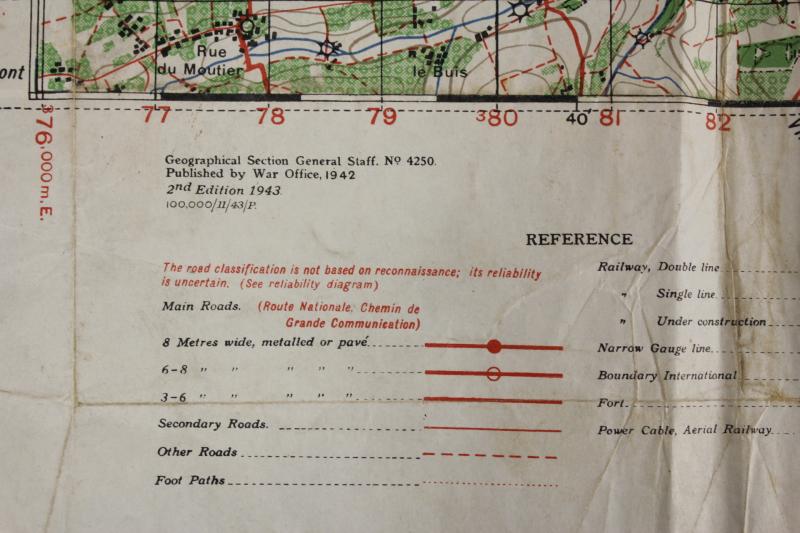 Rue
du Moutier
le Buis
ont
77 78 79 380 40' 81 82
376,000 m. E.
Geographical Section General Staff. No 4250.
Published by War Office, 1942
2nd Edition 1943.
100,000/11/43/P.
REFERENCE
The road classification is not based on reconnaissance; its reliability
is uncertain. (See reliability diagram)
Main Roads. (Route Nationale, Chemin de
Grande Communication)
8 Metres wide, metalled or pavé
6-8 " " " " "
3-6 " " " " "
Secondary Roads.
Other Roads
Foot Paths
Railway, Double line
" Single line
" Under construction
Narrow Gauge line
Boundary International
Fort
Power Cable, Aerial Railway